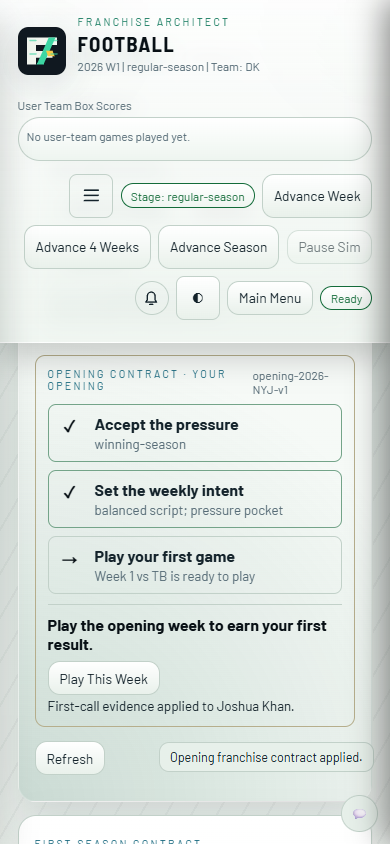 FRANCHISE ARCHITECT
FOOTBALL
2026 W1 | regular-season | Team: DK
User Team Box Scores
No user-team games played yet.
Stage: regular-season
Advance Week
Advance 4 Weeks
Advance Season
Pause Sim
Main Menu
Ready
OPENING CONTRACT · YOUR OPENING
opening-2026-NYJ-v1
✓ Accept the pressure
winning-season
✓ Set the weekly intent
balanced script; pressure pocket
→ Play your first game
Week 1 vs TB is ready to play
Play the opening week to earn your first
result.
Play This Week
First-call evidence applied to Joshua Khan.
Refresh
Opening franchise contract applied.
FIRST SEASON CONTRACT